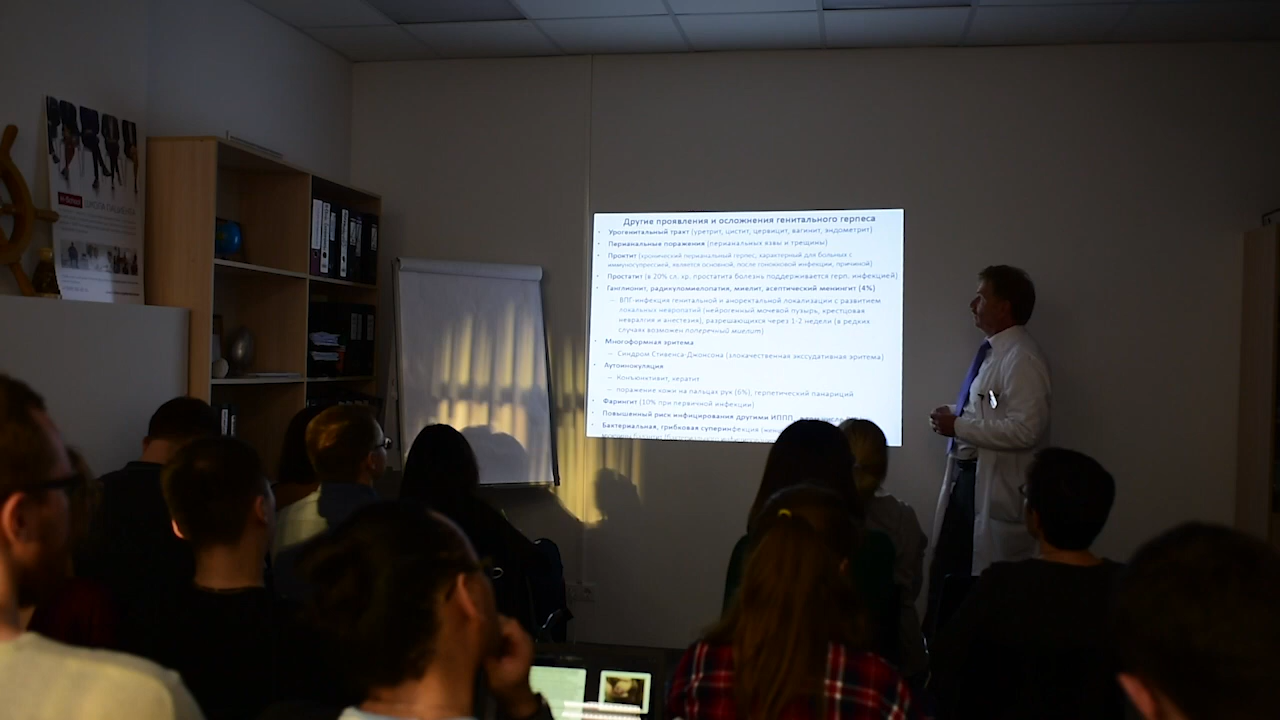 Другие проявления и осложнения генитального герпеса
Урогенитальный тракт (уретрит, цистит, цервицит, вагинит, эндометрит)
Перианальные поражения (перианальных язвы и трещины)
Проктит (хронический перианальный герпес, характерный для больных с
иммуносупрессией, является основной, после гонококковой инфекции, причиной)
Простатит (в 20% сл. хр. простатита болезнь поддерживается герп. инфекцией)
Ганглионит, радикуломиелопатия, миелит, асептический менингит (4%)
– ВПГ-инфекция генитальной и аноректальной локализации с развитием
локальных невропатий (нейрогенный мочевой пузырь, крестцовая
невралгия и анестезия), разрешающихся через 1-2 недели (в редких
случаях возможен поперечный миелит)
Многоформная эритема
– Синдром Стивенса-Джонсона (злокачественная экссудативная эритема)
Аутоинокуляция
– Конъюнктивит, кератит
– поражение кожи на пальцах рук (6%), герпетический панариций
Фарингит (10% при первичной инфекции)
Повышенный риск инфицирования другими ИППП
Бактериальная, грибковая суперинфекция